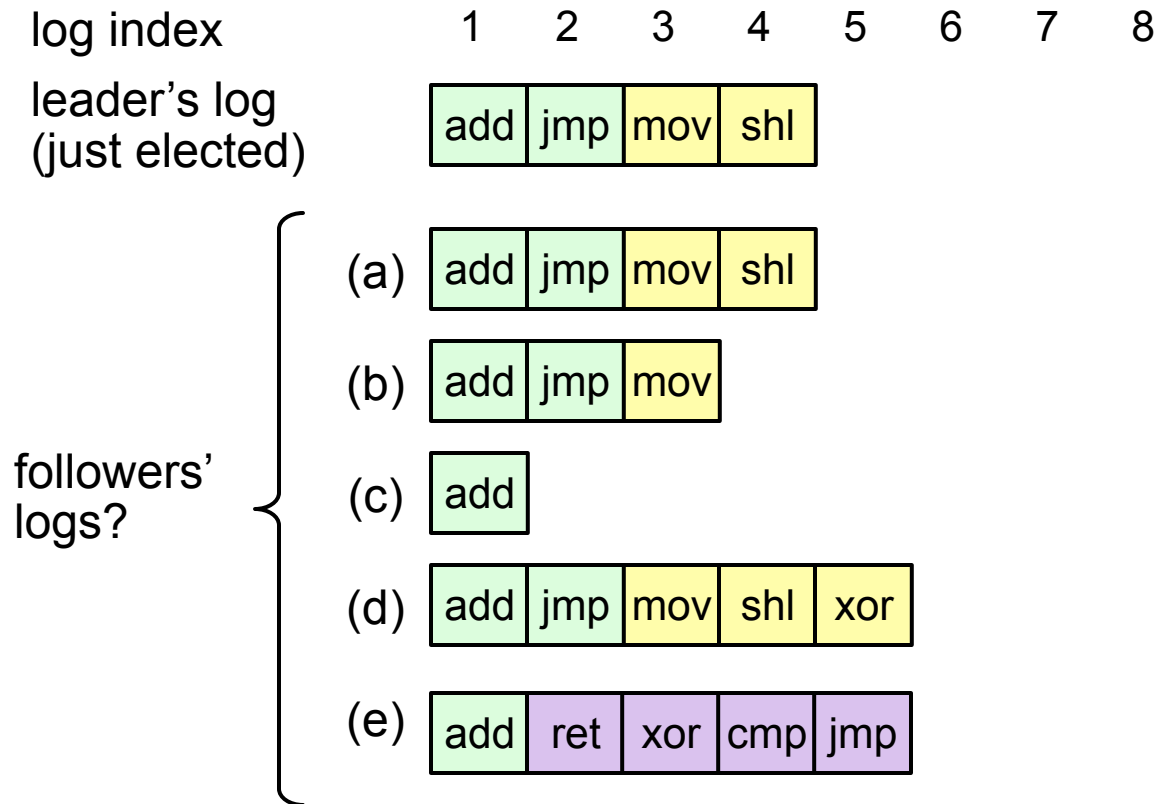 log index 1 2 3 4 5 6 7 8
leader’s log
(just elected)
add jmp mov shl
followers’
logs?
(a) add jmp mov shl
(b) add jmp mov
(c) add
(d) add jmp mov shl xor
(e) add ret xor cmp jmp